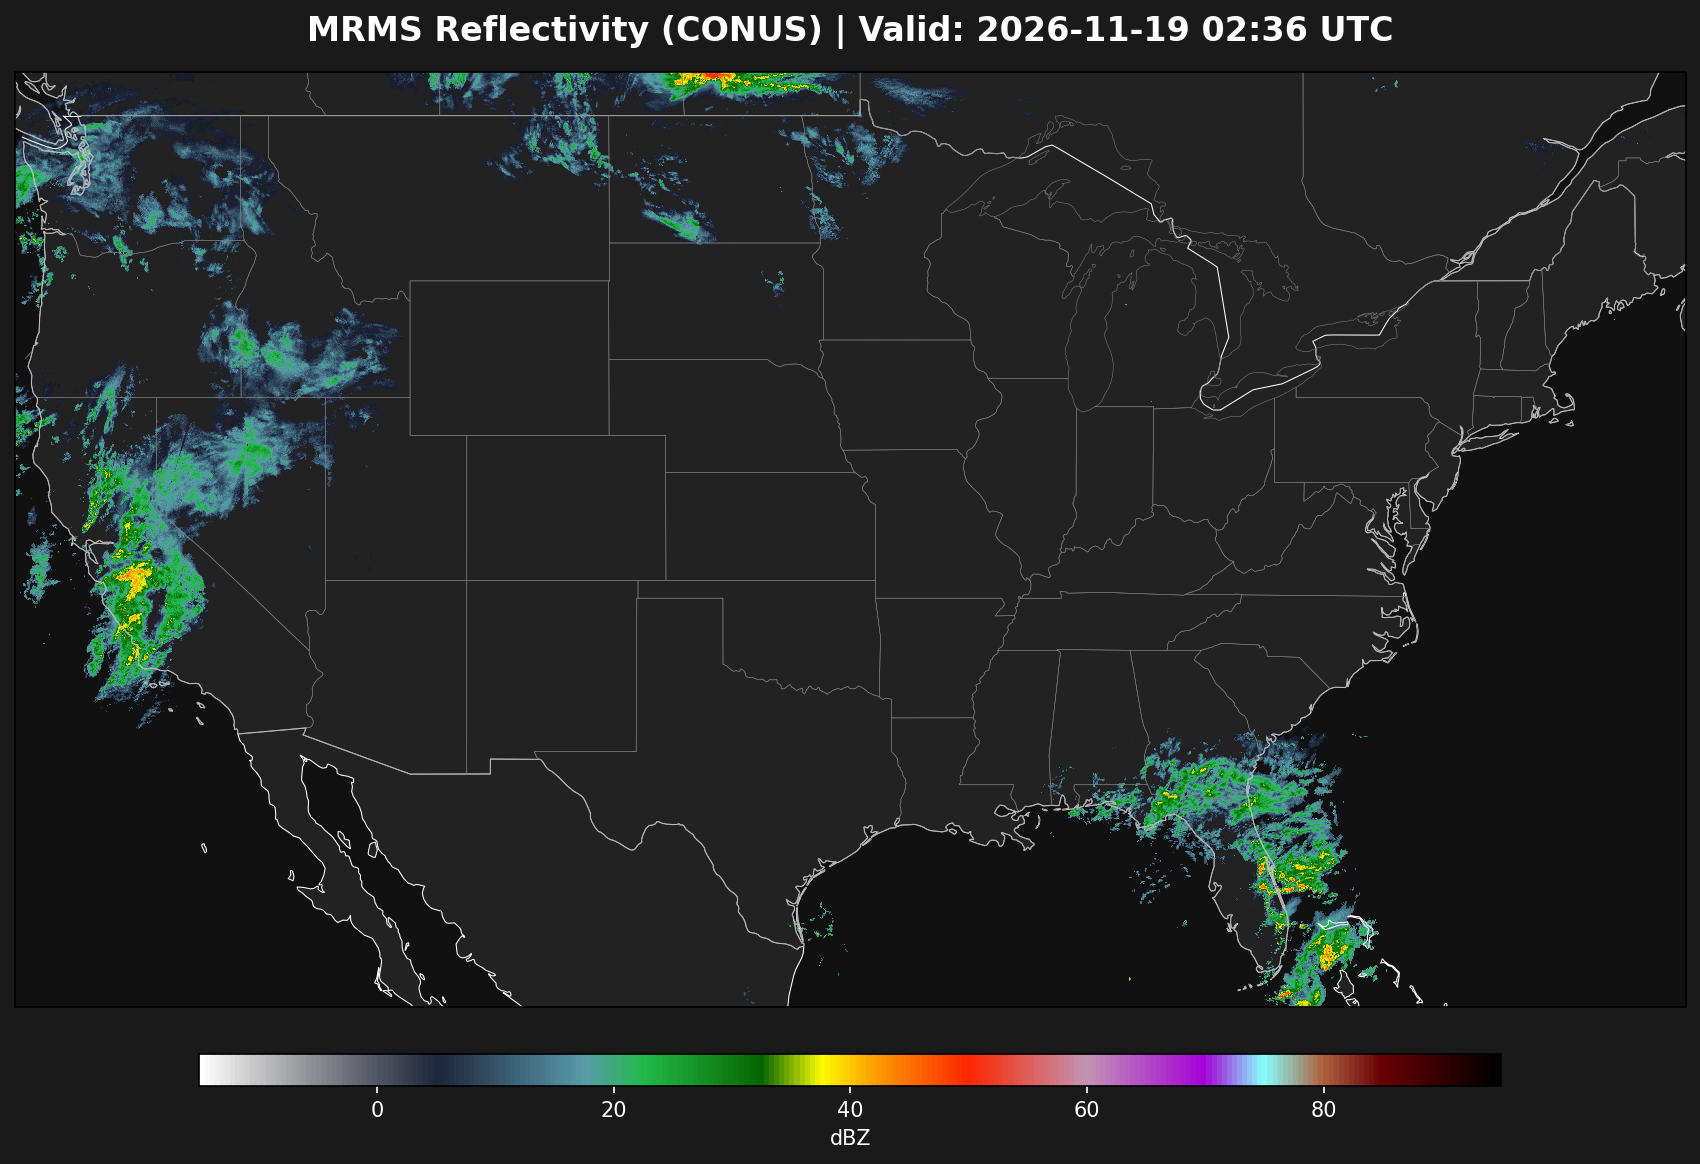 MRMS Reflectivity (CONUS) | Valid: 2026-11-19 02:36 UTC
0 20 40 60 80
dBZ